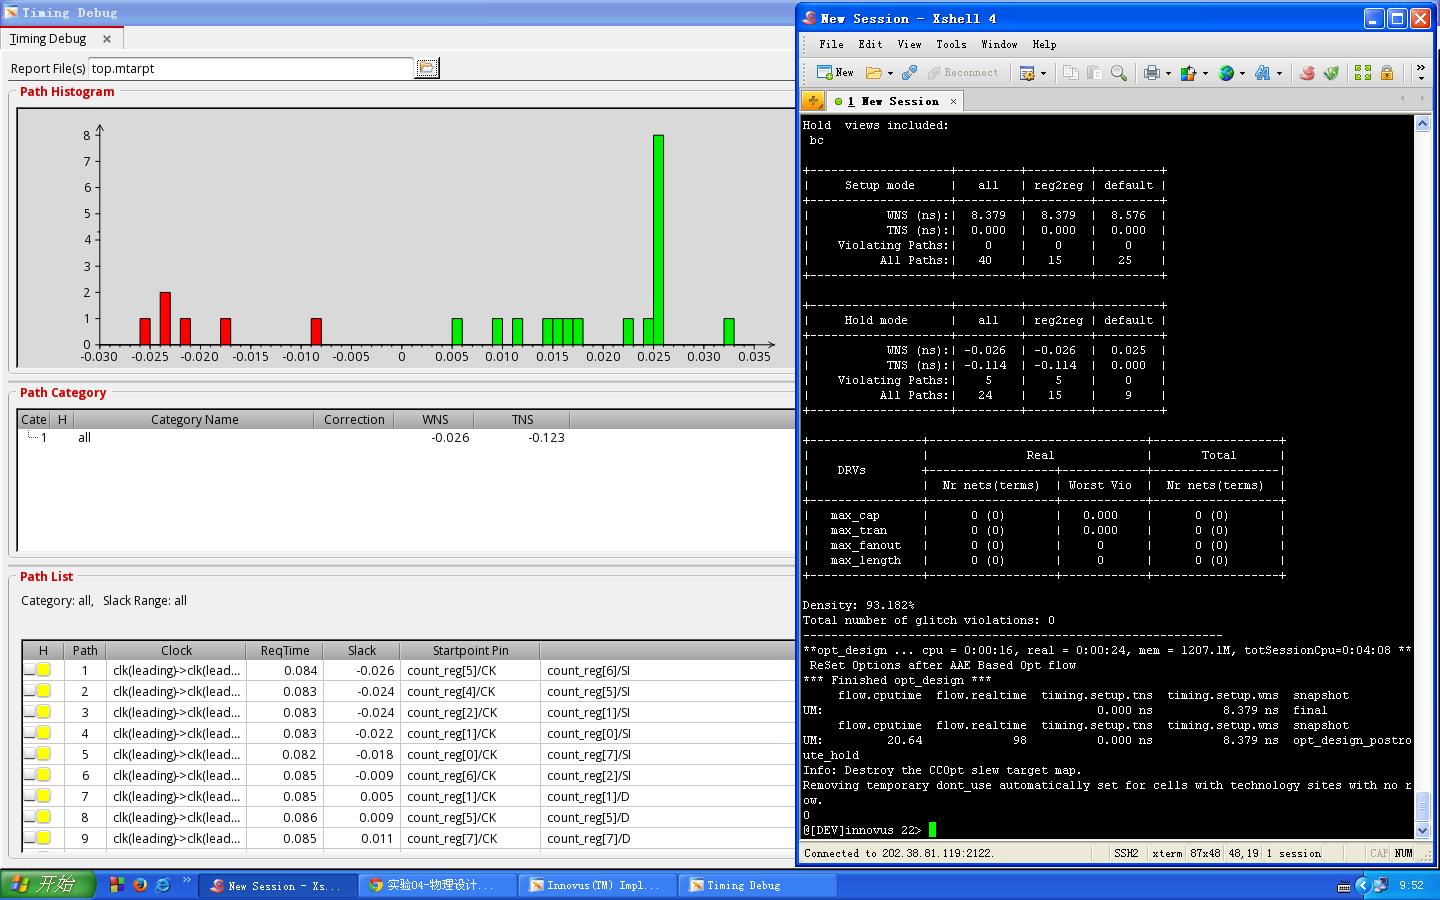 Timing Debug
Timing Debug
Report File(s) top.mtarpt
Path Histogram
8
7
6
5
4
3
2
1
0
-0.030 -0.025 -0.020 -0.015 -0.010 -0.005 0 0.005 0.010 0.015 0.020 0.025 0.030 0.035
Path Category
Cate H Category Name Correction WNS TNS
1 all -0.026 -0.123
Path List
Category: all, Slack Range: all
H Path Clock ReqTime Slack Startpoint Pin
1 clk(leading)->clk(lead... 0.084 -0.026 count_reg[5]/CK count_reg[6]/SI
2 clk(leading)->clk(lead... 0.083 -0.024 count_reg[4]/CK count_reg[5]/SI
3 clk(leading)->clk(lead... 0.083 -0.024 count_reg[2]/CK count_reg[1]/SI
4 clk(leading)->clk(lead... 0.083 -0.022 count_reg[1]/CK count_reg[0]/SI
5 clk(leading)->clk(lead... 0.082 -0.018 count_reg[0]/CK count_reg[7]/SI
6 clk(leading)->clk(lead... 0.085 -0.009 count_reg[6]/CK count_reg[2]/SI
7 clk(leading)->clk(lead... 0.085 0.005 count_reg[1]/CK count_reg[1]/D
8 clk(leading)->clk(lead... 0.086 0.009 count_reg[5]/CK count_reg[5]/D
9 clk(leading)->clk(lead... 0.085 0.011 count_reg[7]/CK count_reg[7]/D
New Session - Xshell 4
File Edit View Tools Window Help
New Reconnect
1 New Session
Hold views included:
bc
| Setup mode | all | reg2reg | default |
| WNS (ns):| 8.379 | 8.379 | 8.576 |
| TNS (ns):| 0.000 | 0.000 | 0.000 |
| Violating Paths:| 0 | 0 | 0 |
| All Paths:| 40 | 15 | 25 |
| Hold mode | all | reg2reg | default |
| WNS (ns):| -0.026 | -0.026 | 0.025 |
| TNS (ns):| -0.114 | -0.114 | 0.000 |
| Violating Paths:| 5 | 5 | 0 |
| All Paths:| 24 | 15 | 9 |
| | Real | Total |
| DRVs
| | Nr nets(terms) | Worst Vio | Nr nets(terms) |
| max_cap | 0 (0) | 0.000 | 0 (0) |
| max_tran | 0 (0) | 0.000 | 0 (0) |
| max_fanout | 0 (0) | 0 | 0 (0) |
| max_length | 0 (0) | 0 | 0 (0) |
Density: 93.182%
Total number of glitch violations: 0
**opt_design ... cpu = 0:00:16, real = 0:00:24, mem = 1207.1M, totSessionCpu=0:04:08 **
ReSet Options after AAE Based Opt flow
*** Finished opt_design ***
flow.cputime flow.realtime timing.setup.tns timing.setup.wns snapshot
UM: 0.000 ns 8.379 ns final
flow.cputime flow.realtime timing.setup.tns timing.setup.wns snapshot
UM: 20.64 98 0.000 ns 8.379 ns opt_design_postro
ute_hold
Info: Destroy the CCOpt slew target map.
Removing temporary dont_use automatically set for cells with technology sites with no r
ow.
0
@[DEV]innovus 22>
Connected to 202.38.81.119:2122. SSH2 xterm 87x48 48,19 1 session CAP NUM
开始 New Session - Xs... 实验04-物理设计... Innovus(TM) Impl... Timing Debug 9:52